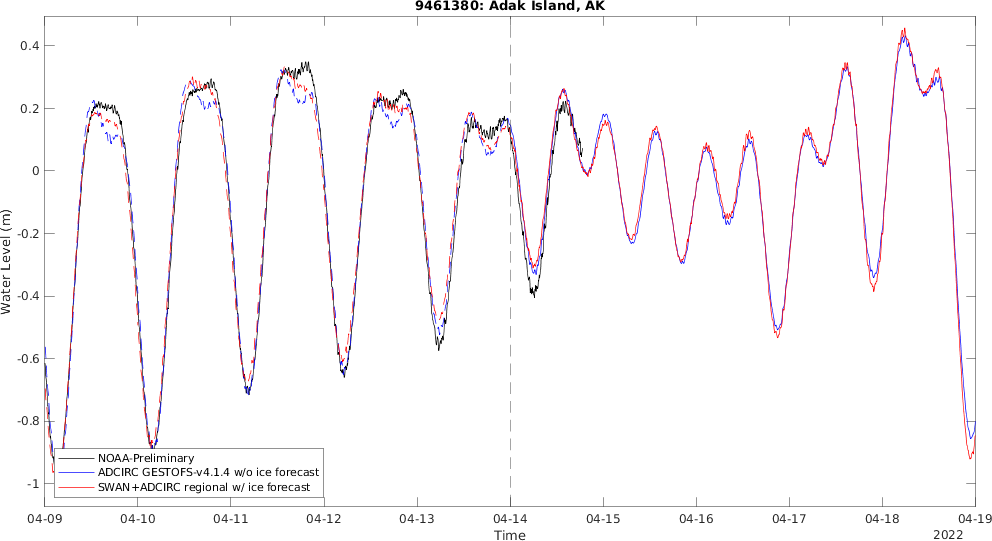 9461380: Adak Island, AK
Water Level (m)
0.4
0.2
0
-0.2
-0.4
-0.6
-0.8
-1
NOAA-Preliminary
ADCIRC GESTOFS-v4.1.4 w/o ice forecast
SWAN+ADCIRC regional w/ ice forecast
04-09 04-10 04-11 04-12 04-13 04-14 04-15 04-16 04-17 04-18 04-19
Time
2022